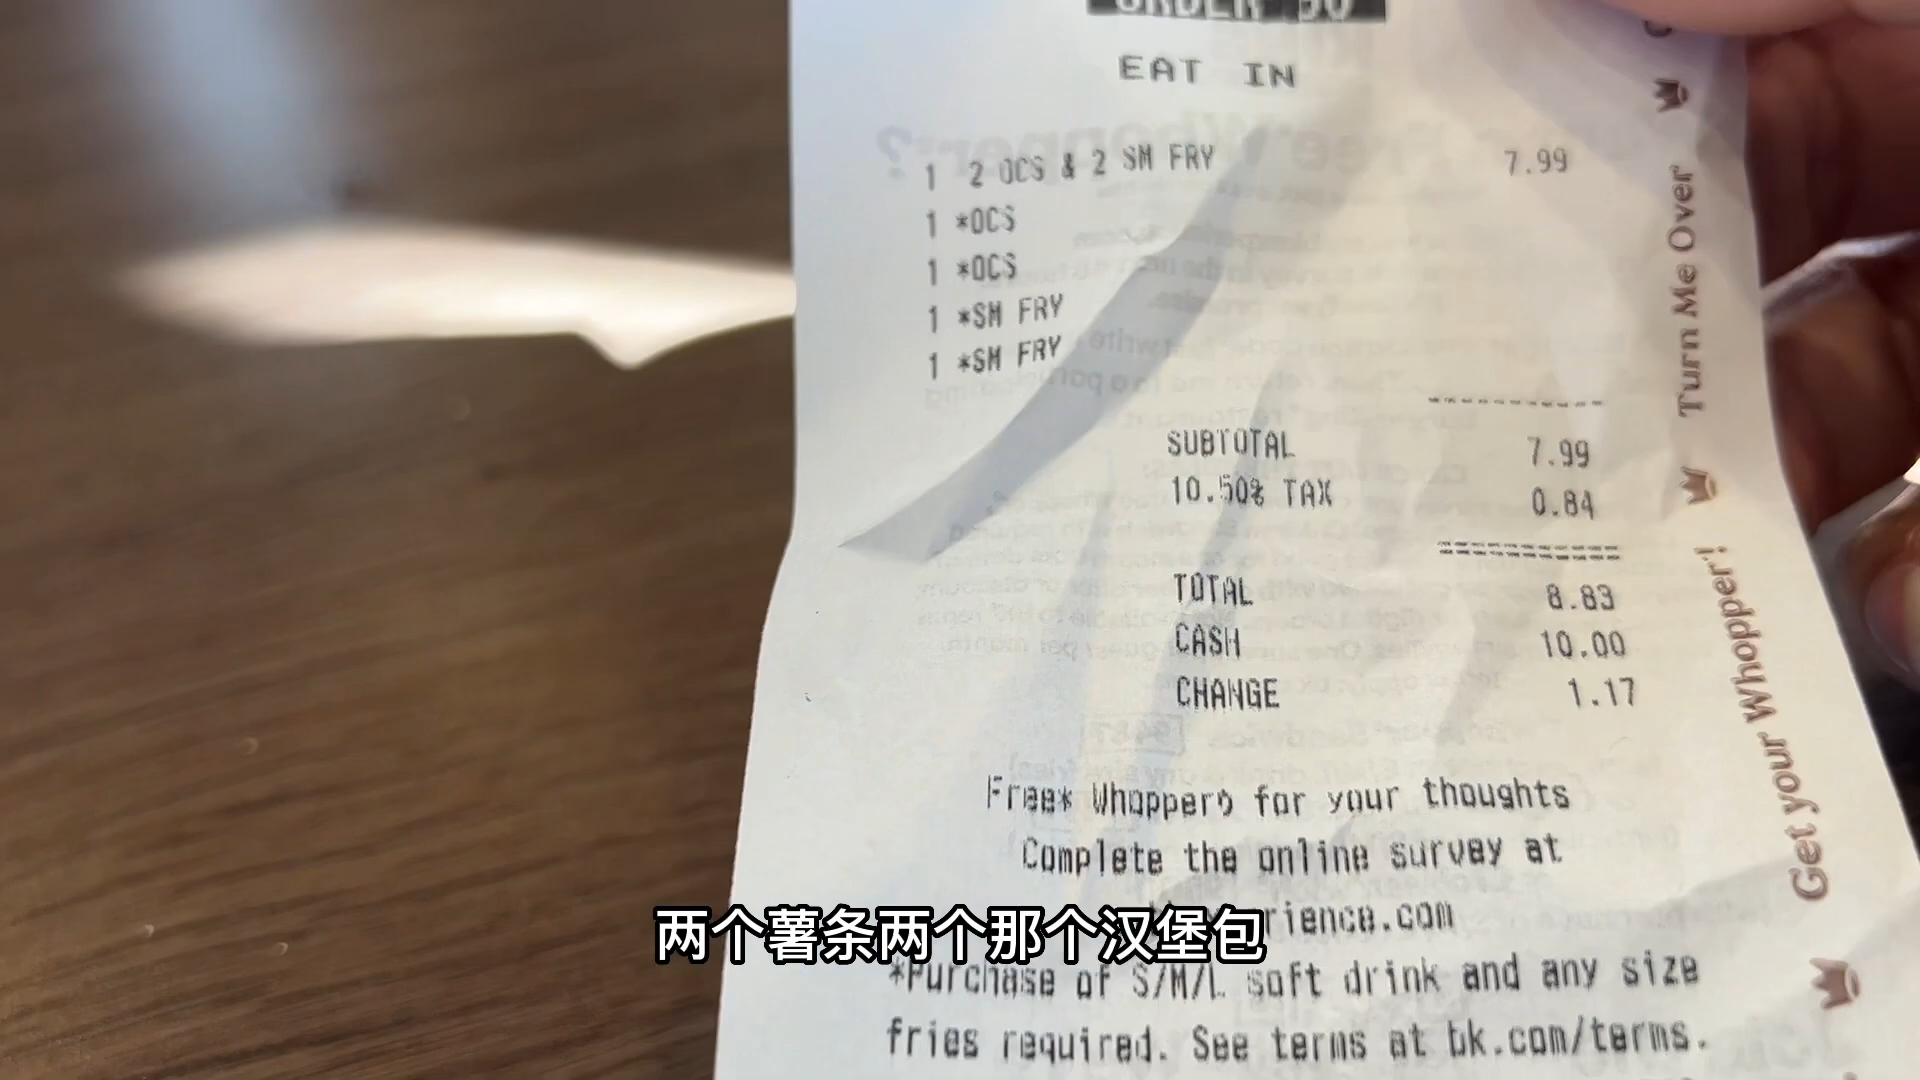 ORDER 90
EAT IN
1 2 OCS & 2 SM FRY 7.99
1 *OCS
1 *OCS
1 *SM FRY
1 *SM FRY
SUBTOTAL 7.99
10.50% TAX 0.84
TOTAL 8.83
CASH 10.00
CHANGE 1.17
Free* Whopper® for your thoughts
Complete the online survey at
rience.com
*Purchase of S/M/L soft drink and any size
fries required. See terms at bk.com/terms.
Turn Me Over
Get your Whopper!
两个薯条两个那个汉堡包